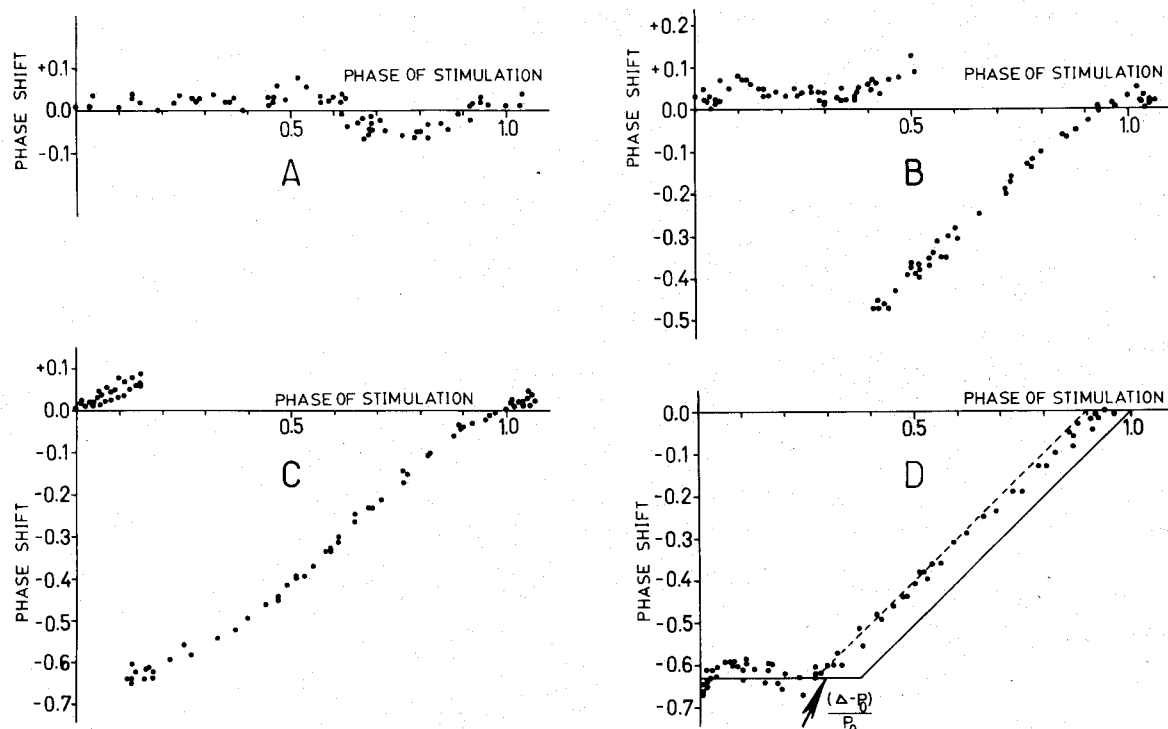 +0.1
0.0
-0.1
PHASE SHIFT
PHASE OF STIMULATION
0.5
1.0
A
+0.2
+0.1
0.0
-0.1
-0.2
-0.3
-0.4
-0.5
PHASE SHIFT
PHASE OF STIMULATION
0.5
1.0
B
+0.1
0.0
-0.1
-0.2
-0.3
-0.4
-0.5
-0.6
-0.7
PHASE SHIFT
PHASE OF STIMULATION
0.5
1.0
C
0.0
-0.1
-0.2
-0.3
-0.4
-0.5
-0.6
-0.7
PHASE SHIFT
PHASE OF STIMULATION
0.5
1.0
D
(Δ-P₀)
P₀